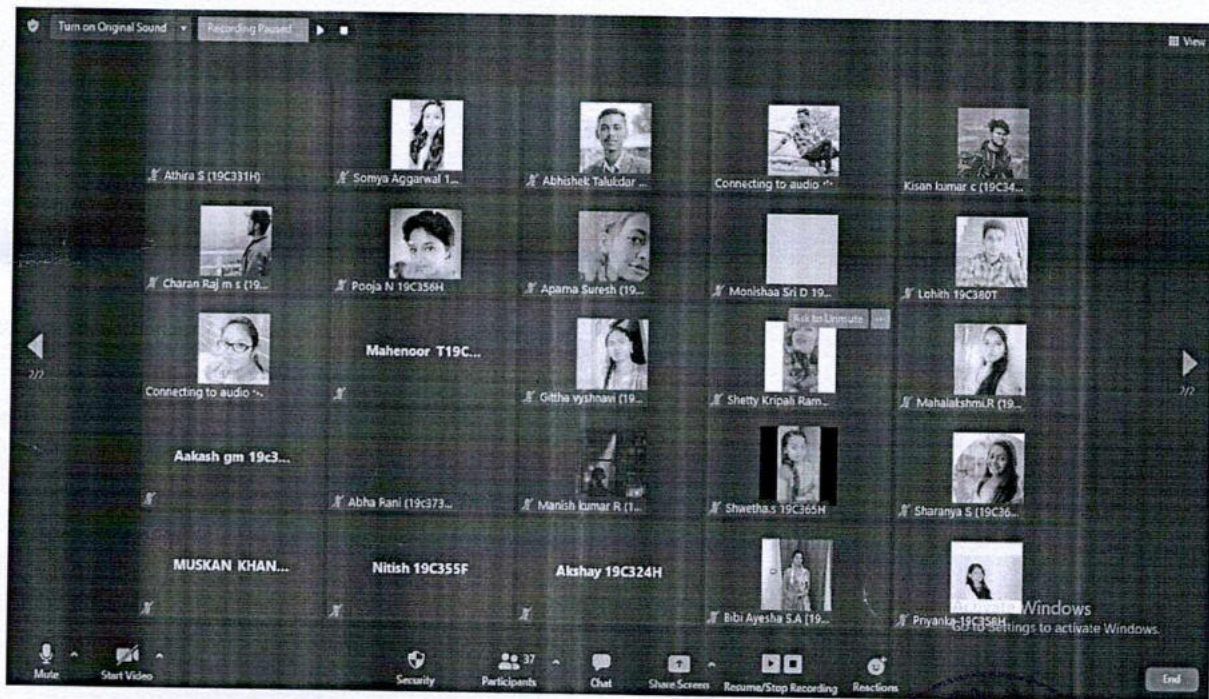 Turn on Original Sound
Recording Paused
View
Athira S (19C331H)
Somya Aggarwal 1...
Abhishek Talukdar ...
Connecting to audio
Kisan kumar c (19C34...
Charan Raj m s (19...
Pooja N 19C356H
Aparna Suresh (19...
Monishaa Sri D 19...
Lohith 19C380T
Ask to Unmute ...
2/2
Connecting to audio
Mahenoor T19C...
Gittha vyshnavi (19...
Shetty Kripali Ram...
Mahalakshmi.R (19...
2/2
Aakash gm 19c3...
Abha Rani (19c373...
Manish kumar R (1...
Shwetha.s 19C365H
Sharanya S (19C36...
MUSKAN KHAN...
Nitish 19C355F
Akshay 19C324H
Bibi Ayesha S.A [19...
Priyanka 19C358H
Activate Windows
Go to Settings to activate Windows.
Mute
Start Video
Security
37
Participants
Chat
Share Screen
Resume/Stop Recording
Reactions
End